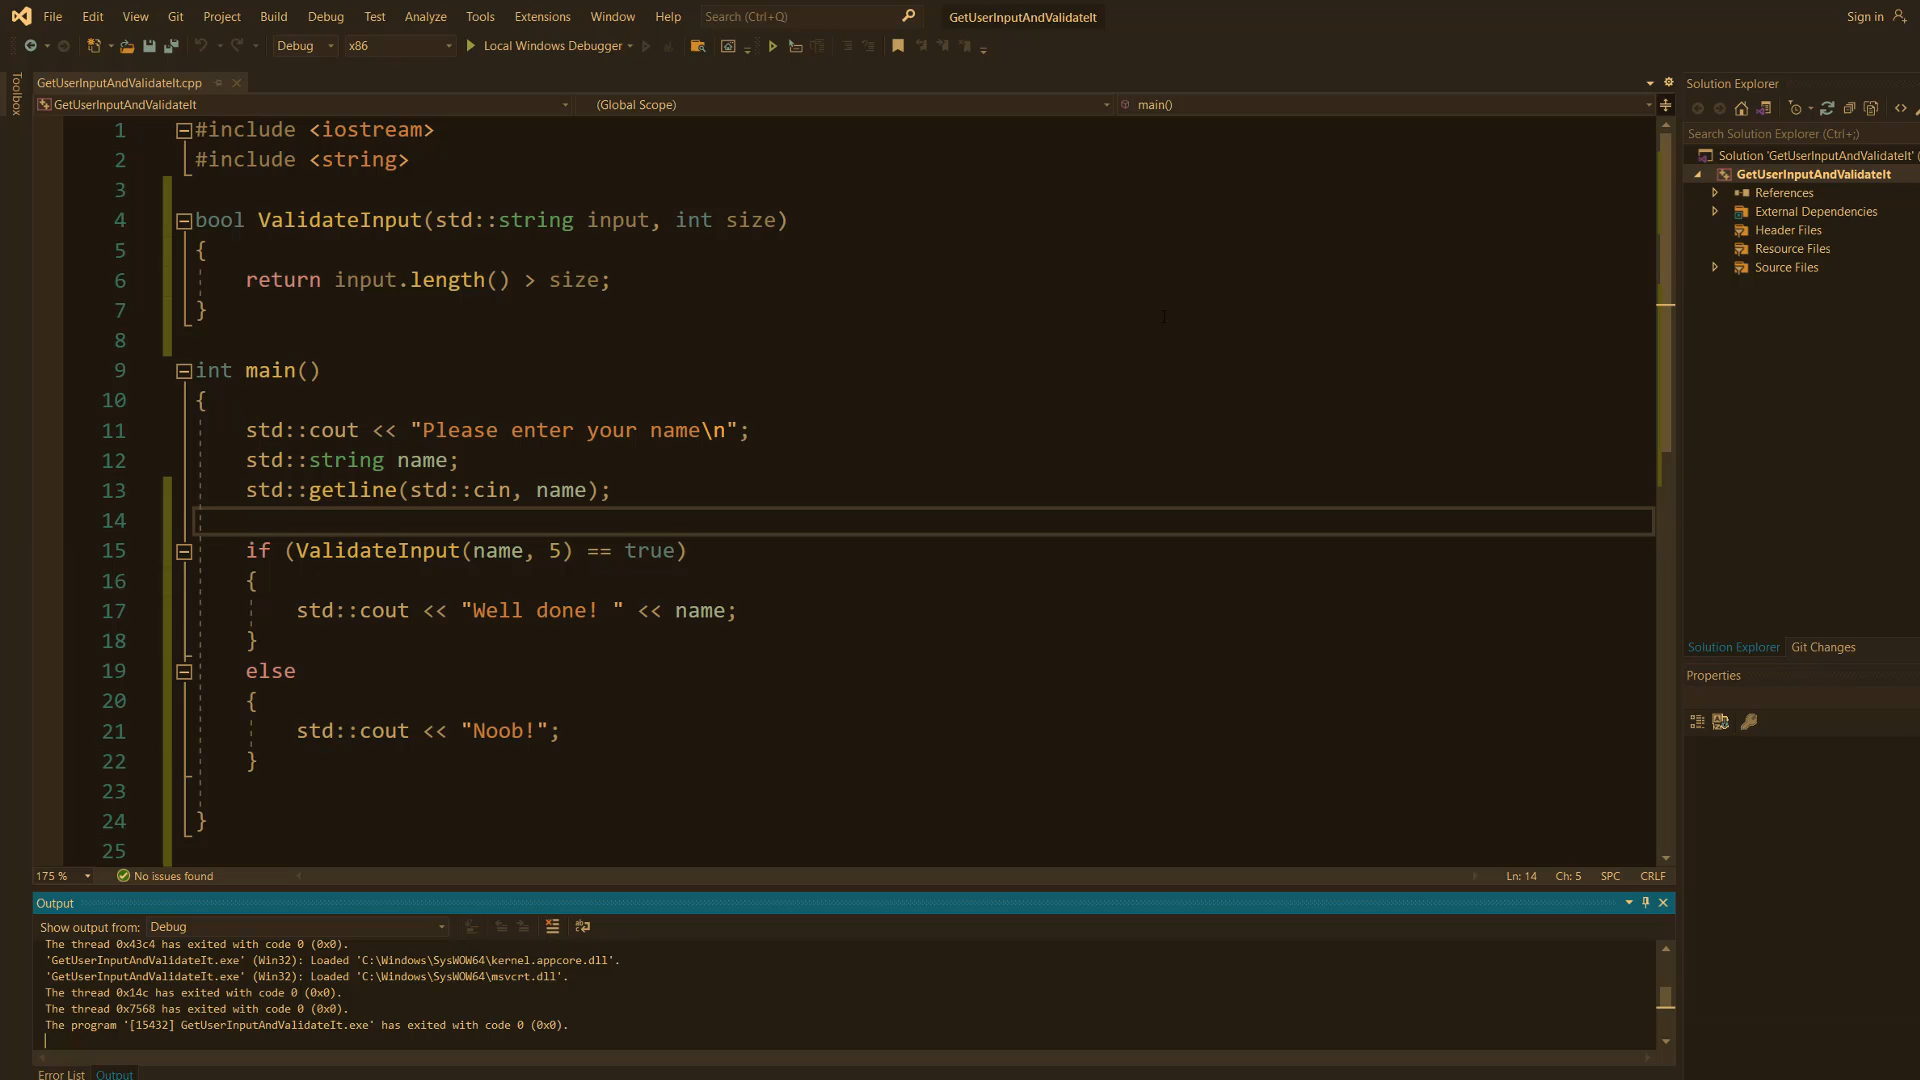 File Edit View Git Project Build Debug Test Analyze Tools Extensions Window Help Search (Ctrl+Q) GetUserInputAndValidateIt Sign in
Debug x86 Local Windows Debugger
Toolbox
GetUserInputAndValidateIt.cpp
GetUserInputAndValidateIt (Global Scope) main()
1 #include <iostream>
2 #include <string>
3
4 bool ValidateInput(std::string input, int size)
5 {
6 return input.length() > size;
7 }
8
9 int main()
10 {
11 std::cout << "Please enter your name\n";
12 std::string name;
13 std::getline(std::cin, name);
14
15 if (ValidateInput(name, 5) == true)
16 {
17 std::cout << "Well done! " << name;
18 }
19 else
20 {
21 std::cout << "Noob!";
22 }
23
24 }
25
175 % No issues found Ln: 14 Ch: 5 SPC CRLF
Output
Show output from: Debug
The thread 0x43c4 has exited with code 0 (0x0).
'GetUserInputAndValidateIt.exe' (Win32): Loaded 'C:\Windows\SysWOW64\kernel.appcore.dll'.
'GetUserInputAndValidateIt.exe' (Win32): Loaded 'C:\Windows\SysWOW64\msvcrt.dll'.
The thread 0x14c has exited with code 0 (0x0).
The thread 0x7568 has exited with code 0 (0x0).
The program '[15432] GetUserInputAndValidateIt.exe' has exited with code 0 (0x0).
Error List Output
Solution Explorer
Search Solution Explorer (Ctrl+;)
Solution 'GetUserInputAndValidateIt' (
GetUserInputAndValidateIt
References
External Dependencies
Header Files
Resource Files
Source Files
Solution Explorer Git Changes
Properties